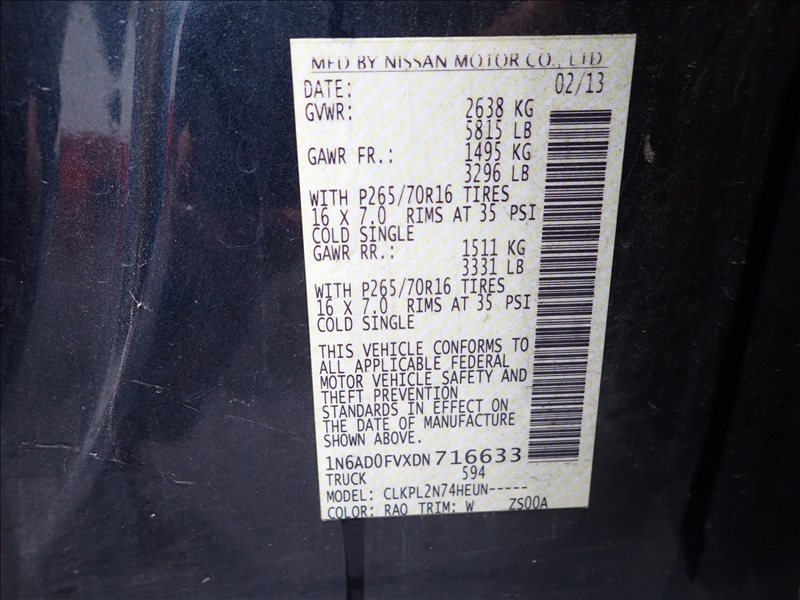 MFD BY NISSAN MOTOR CO., LTD
DATE: 02/13
GVWR: 2638 KG
5815 LB
GAWR FR.: 1495 KG
3296 LB
WITH P265/70R16 TIRES
16 X 7.0 RIMS AT 35 PSI
COLD SINGLE
GAWR RR.: 1511 KG
3331 LB
WITH P265/70R16 TIRES
16 X 7.0 RIMS AT 35 PSI
COLD SINGLE
THIS VEHICLE CONFORMS TO
ALL APPLICABLE FEDERAL
MOTOR VEHICLE SAFETY AND
THEFT PREVENTION
STANDARDS IN EFFECT ON
THE DATE OF MANUFACTURE
SHOWN ABOVE.
1N6AD0FVXDN716633
TRUCK 594
MODEL: CLKPL2N74HEUN-----
COLOR: RAQ TRIM: W ZS00A